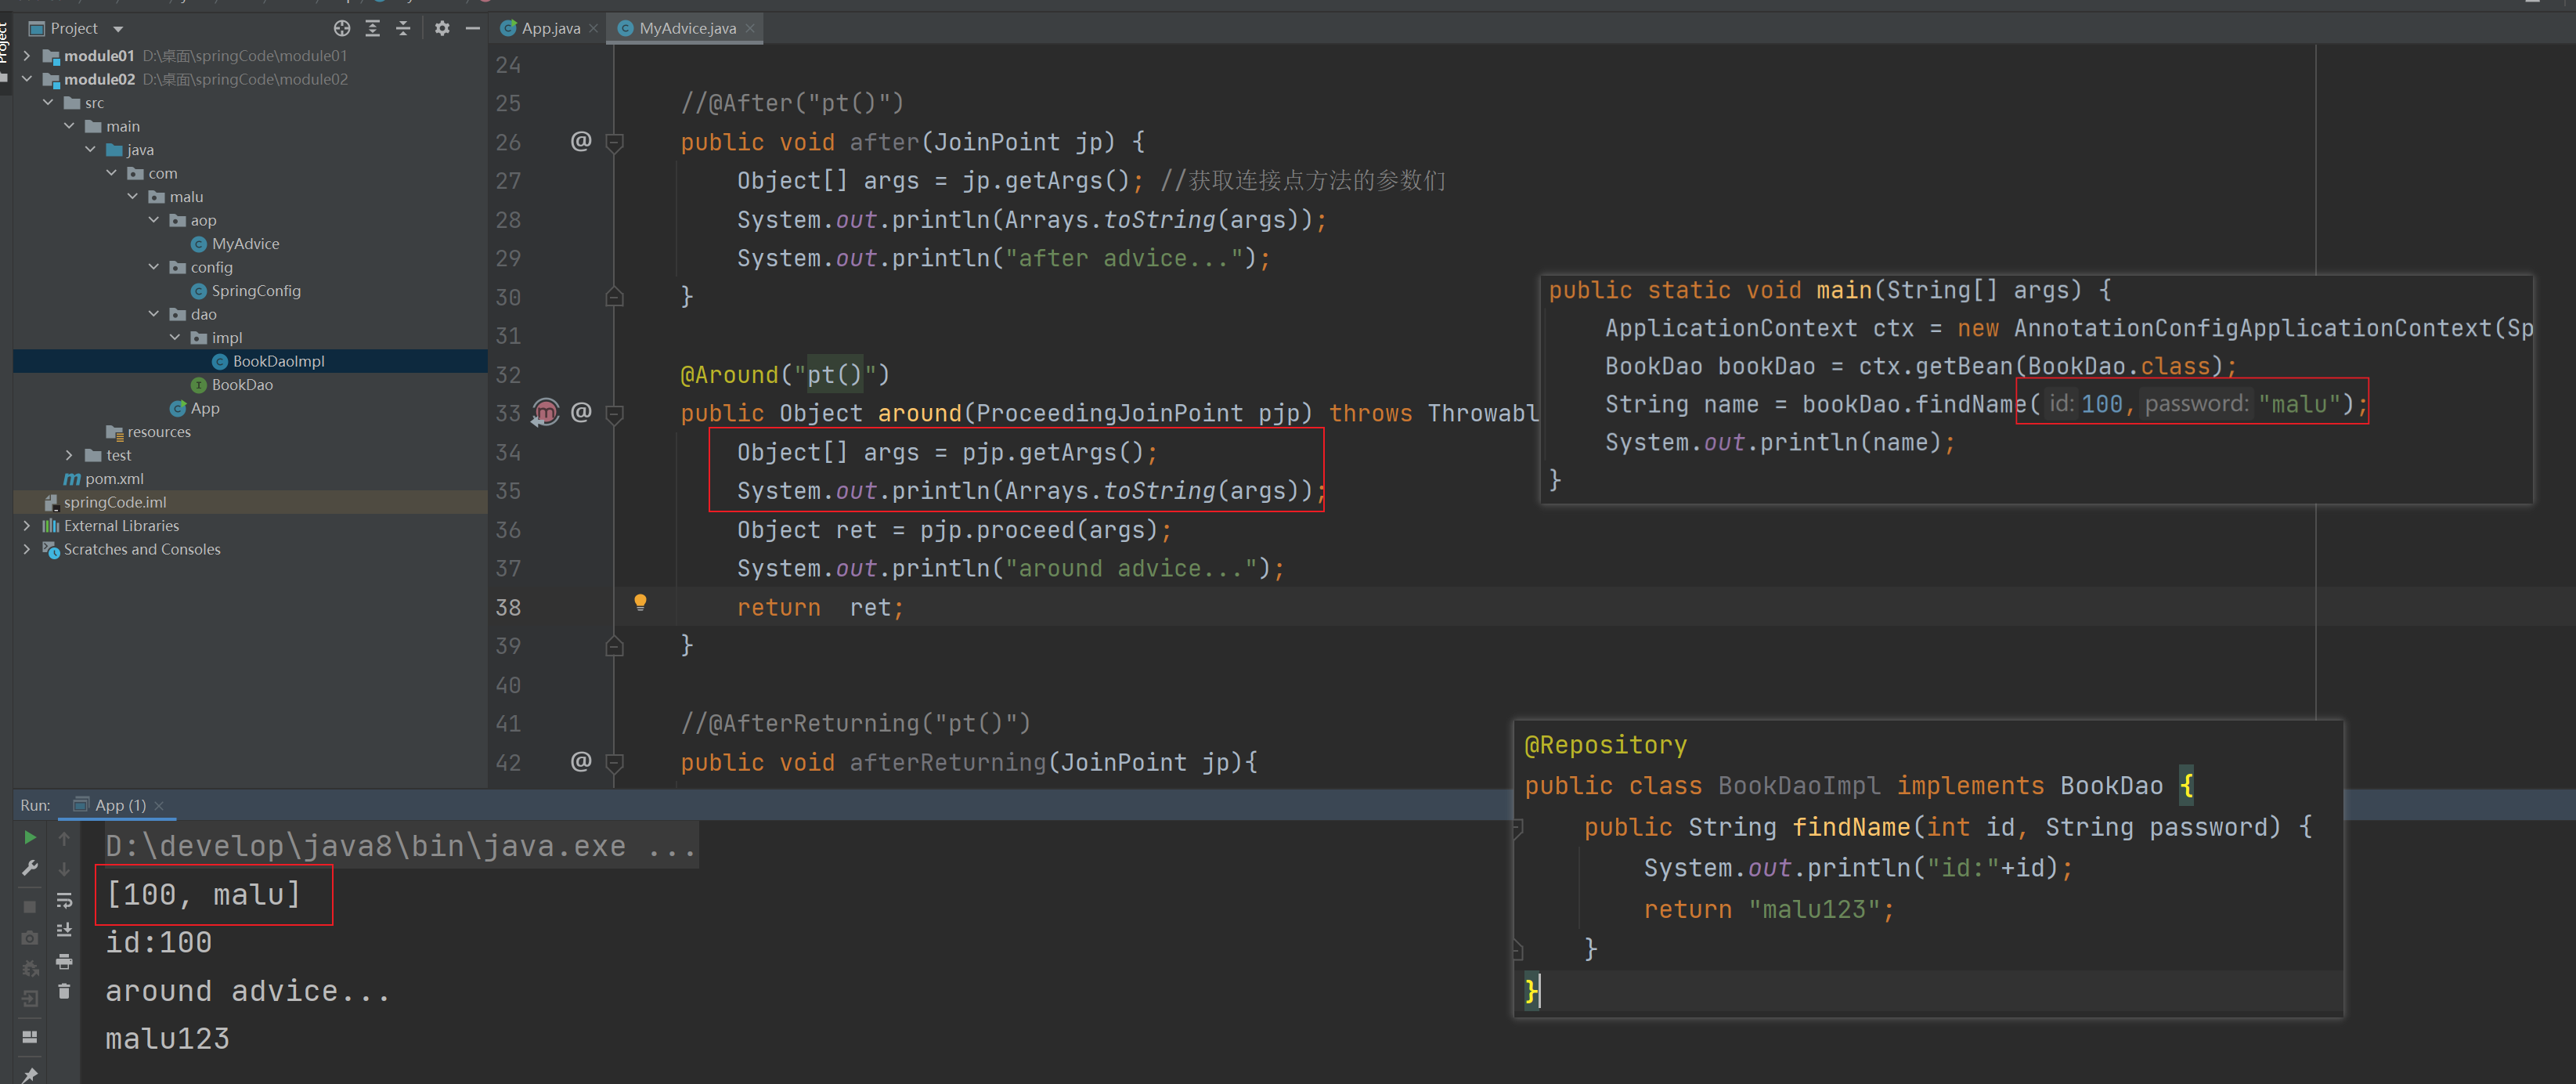 Project
Project
module01 D:\桌面\springCode\module01
module02 D:\桌面\springCode\module02
src
main
java
com
malu
aop
MyAdvice
config
SpringConfig
dao
impl
BookDaoImpl
BookDao
App
resources
test
pom.xml
springCode.iml
External Libraries
Scratches and Consoles
App.java
MyAdvice.java
24
25 //@After("pt()")
26 public void after(JoinPoint jp) {
27 Object[] args = jp.getArgs(); //获取连接点方法的参数们
28 System.out.println(Arrays.toString(args));
29 System.out.println("after advice...");
30 }
31
32 @Around("pt()")
33 public Object around(ProceedingJoinPoint pjp) throws Throwabl
34 Object[] args = pjp.getArgs();
35 System.out.println(Arrays.toString(args));
36 Object ret = pjp.proceed(args);
37 System.out.println("around advice...");
38 return  ret;
39 }
40
41 //@AfterReturning("pt()")
42 public void afterReturning(JoinPoint jp){
public static void main(String[] args) {
ApplicationContext ctx = new AnnotationConfigApplicationContext(Sp
BookDao bookDao = ctx.getBean(BookDao.class);
String name = bookDao.findName( id: 100, password: "malu");
System.out.println(name);
}
@Repository
public class BookDaoImpl implements BookDao {
public String findName(int id, String password) {
System.out.println("id:"+id);
return "malu123";
}
}
Run: App (1)
D:\develop\java8\bin\java.exe ...
[100, malu]
id:100
around advice...
malu123